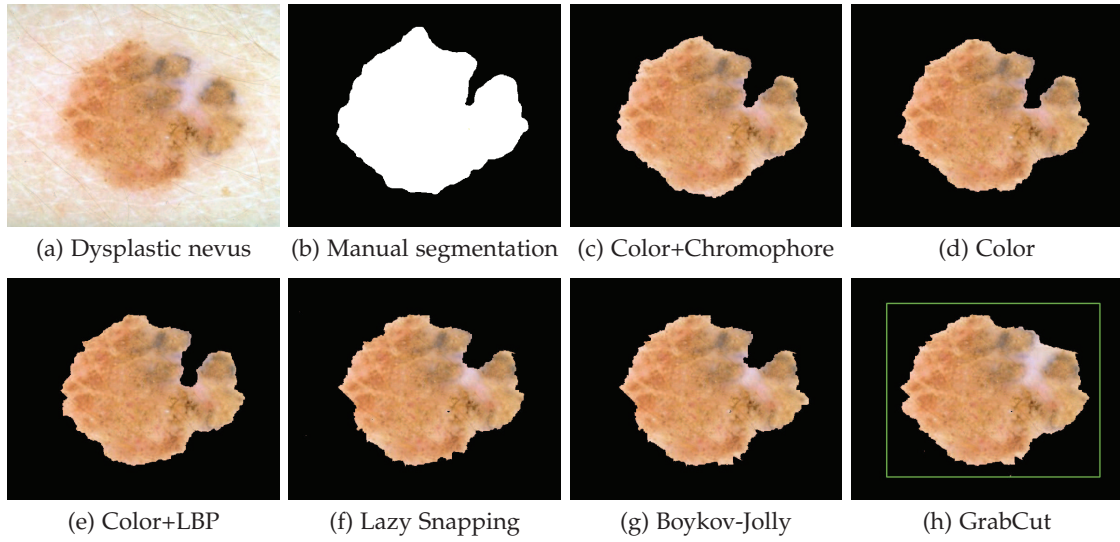 (a) Dysplastic nevus
(b) Manual segmentation
(c) Color+Chromophore
(d) Color
(e) Color+LBP
(f) Lazy Snapping
(g) Boykov-Jolly
(h) GrabCut